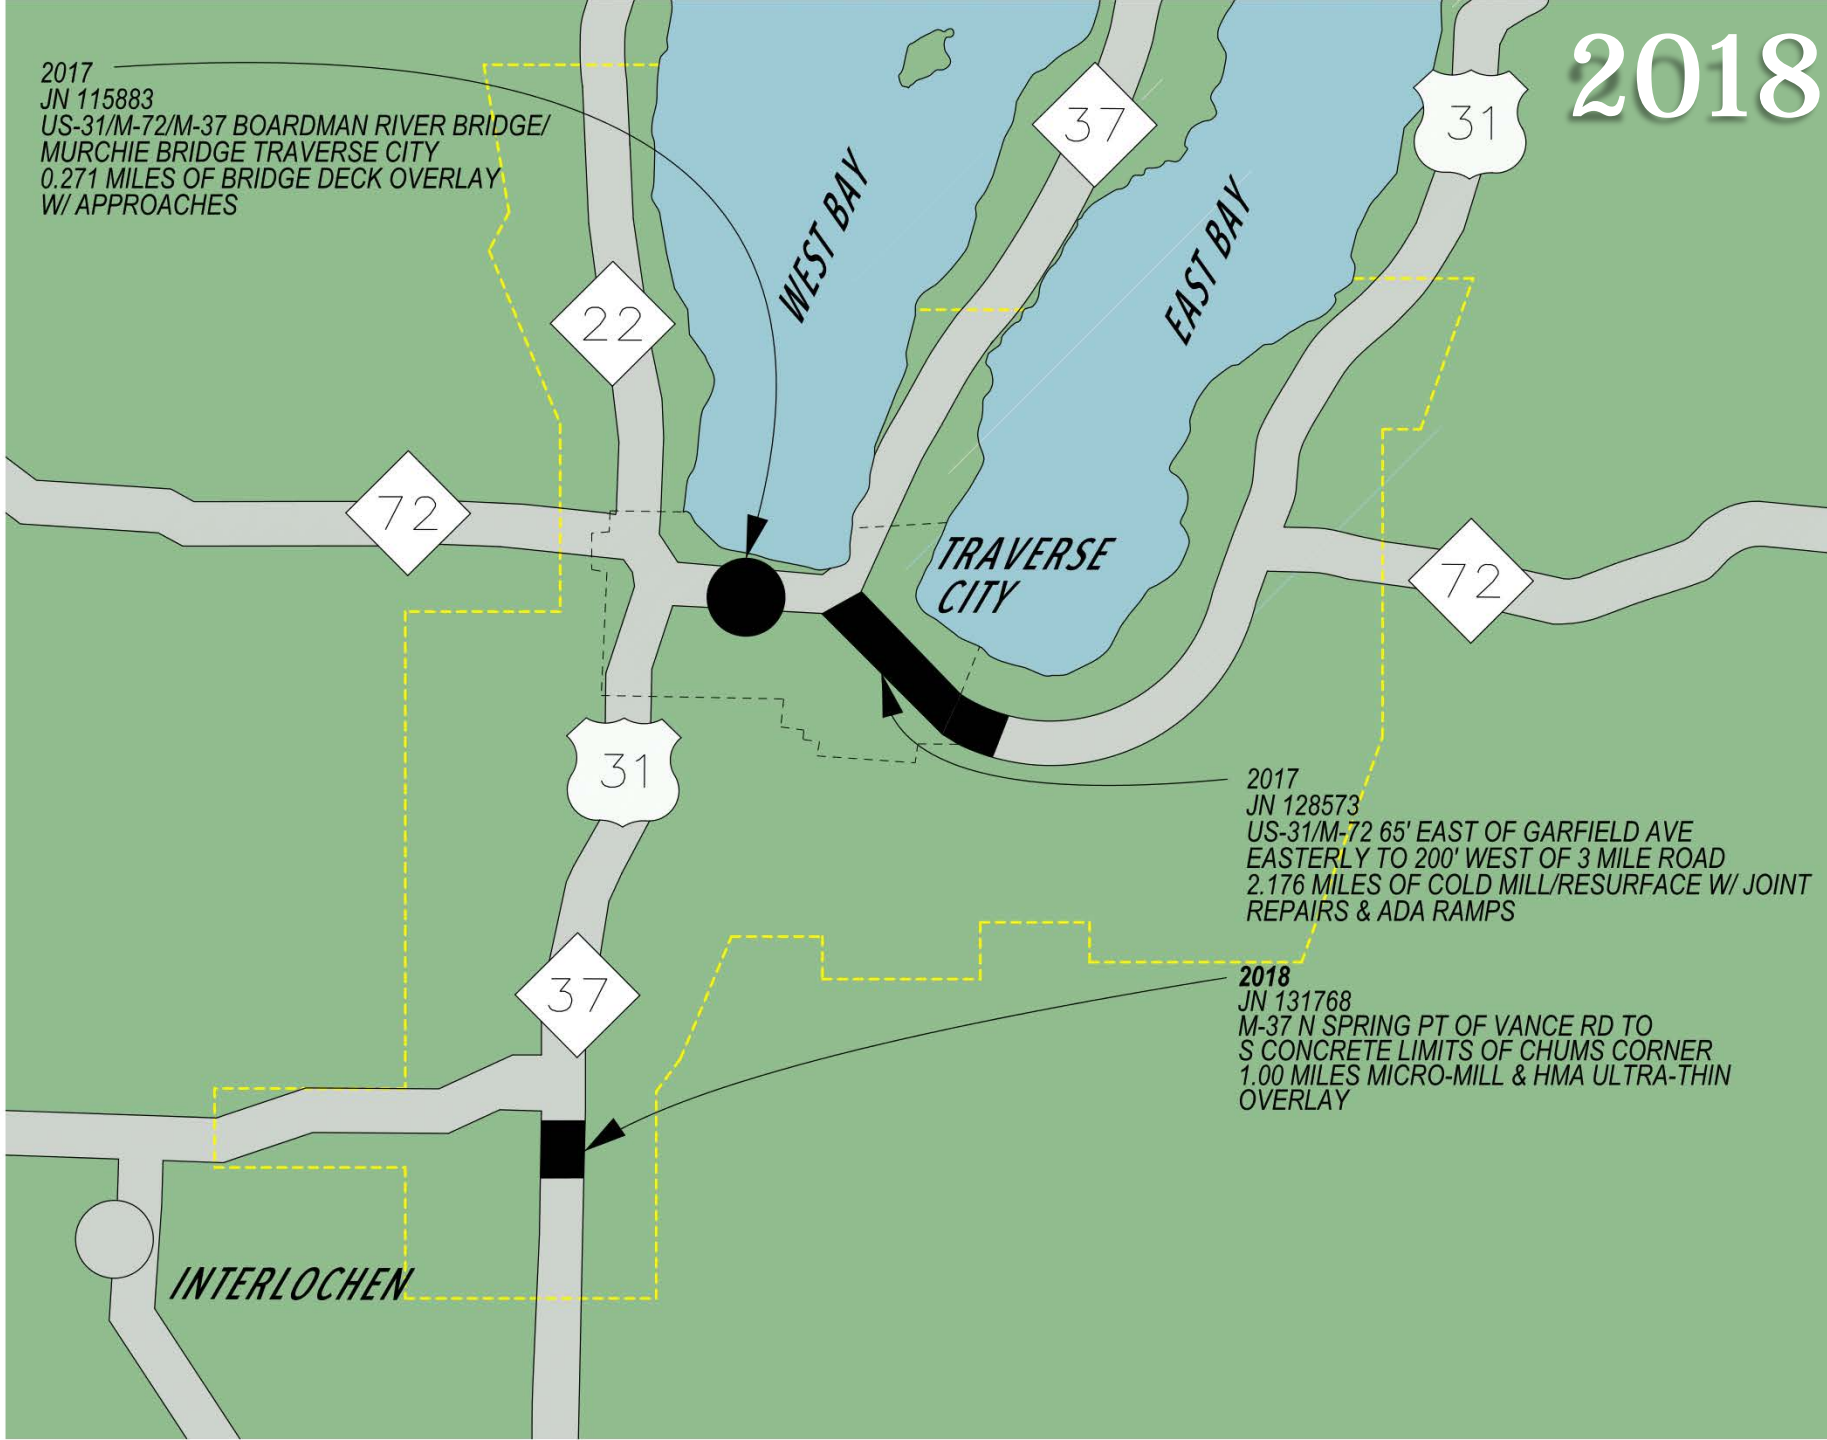 2018
2017
JN 115883
US-31/M-72/M-37 BOARDMAN RIVER BRIDGE/
MURCHIE BRIDGE TRAVERSE CITY
0.271 MILES OF BRIDGE DECK OVERLAY
W/ APPROACHES
37
31
WEST BAY
EAST BAY
22
72
TRAVERSE
CITY
72
31
2017
JN 128573
US-31/M-72 65' EAST OF GARFIELD AVE
EASTERLY TO 200' WEST OF 3 MILE ROAD
2.176 MILES OF COLD MILL/RESURFACE W/ JOINT
REPAIRS & ADA RAMPS
37
2018
JN 131768
M-37 N SPRING PT OF VANCE RD TO
S CONCRETE LIMITS OF CHUMS CORNER
1.00 MILES MICRO-MILL & HMA ULTRA-THIN
OVERLAY
INTERLOCHEN